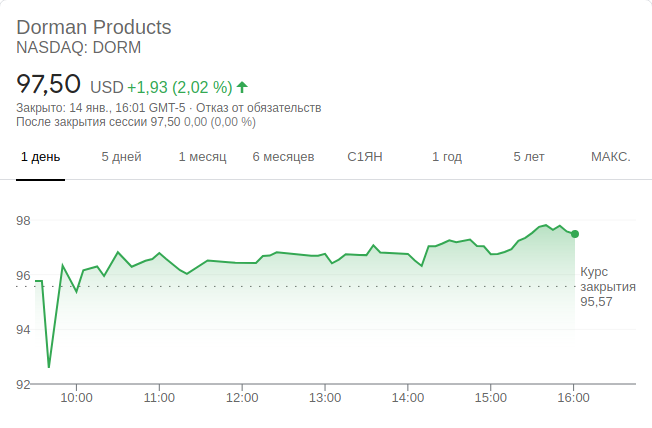 Dorman Products
NASDAQ: DORM
97,50 USD +1,93 (2,02 %)
Закрыто: 14 янв., 16:01 GMT-5 · Отказ от обязательств
После закрытия сессии 97,50 0,00 (0,00 %)
1 день 5 дней 1 месяц 6 месяцев С1ЯН 1 год 5 лет МАКС.
98
96
94
92
Курс
закрытия
95,57
10:00 11:00 12:00 13:00 14:00 15:00 16:00